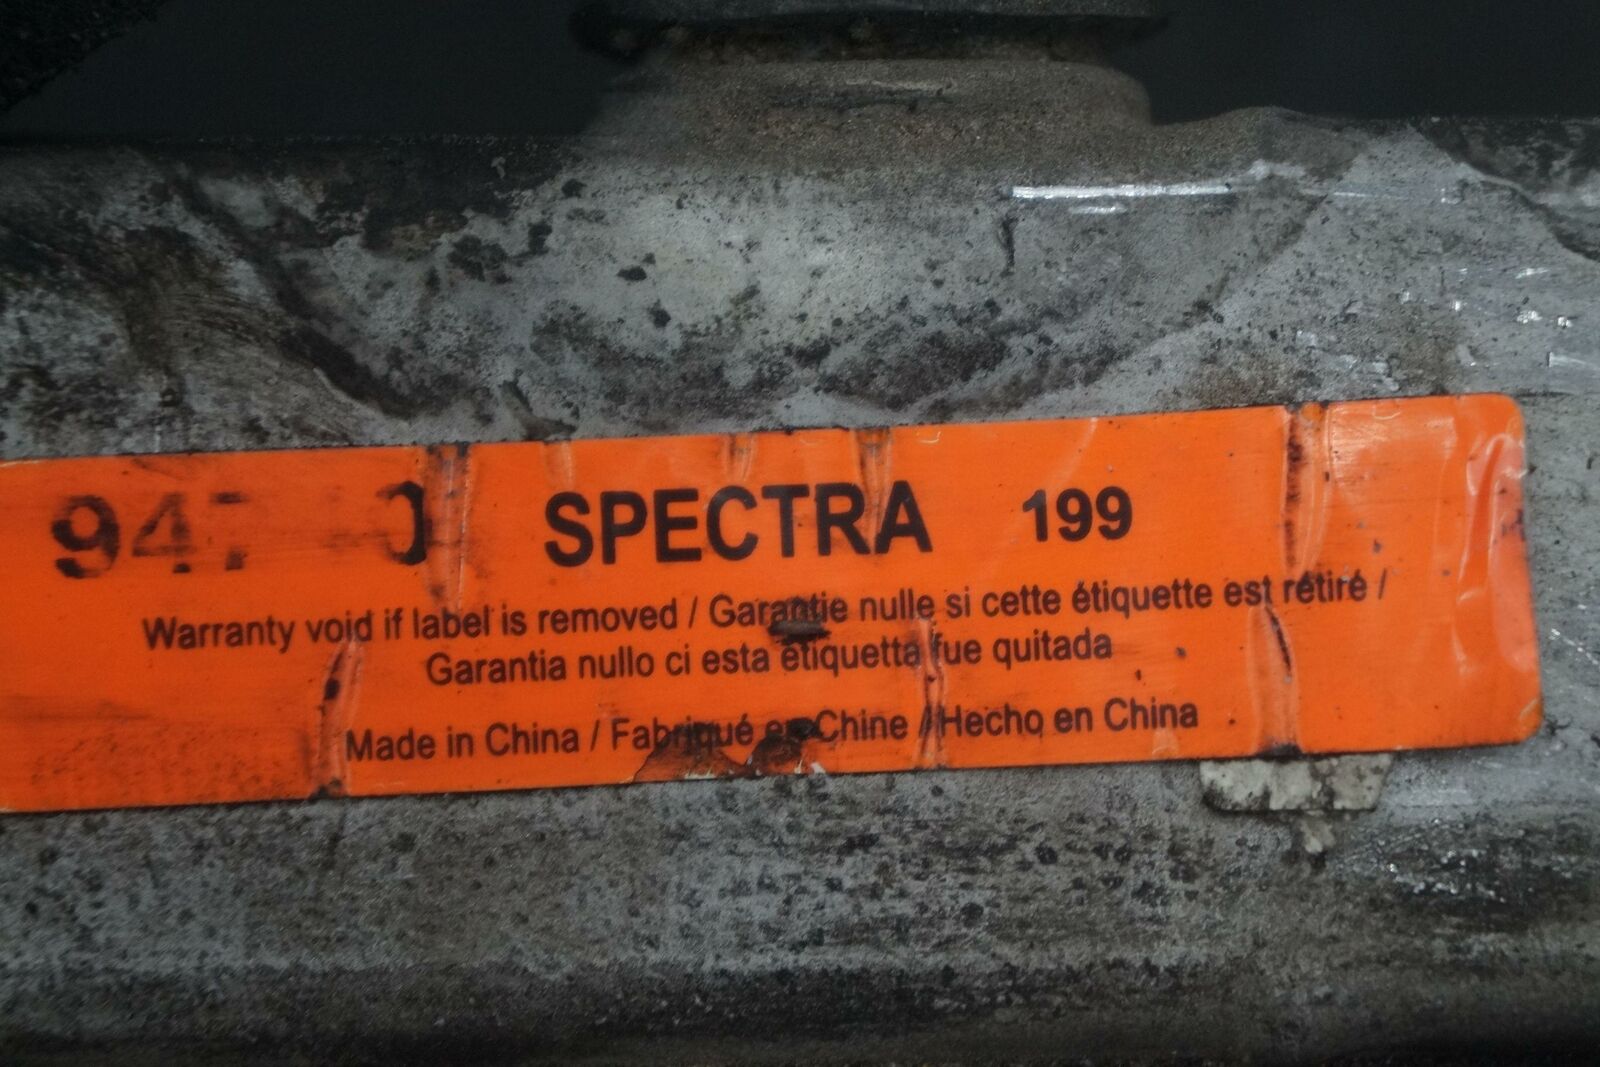 SPECTRA 199
Warranty void if label is removed / Garantie nulle si cette étiquette est rétiré /
Garantia nullo ci esta etiquetta fue quitada
Made in China / Fabriqué en Chine / Hecho en China